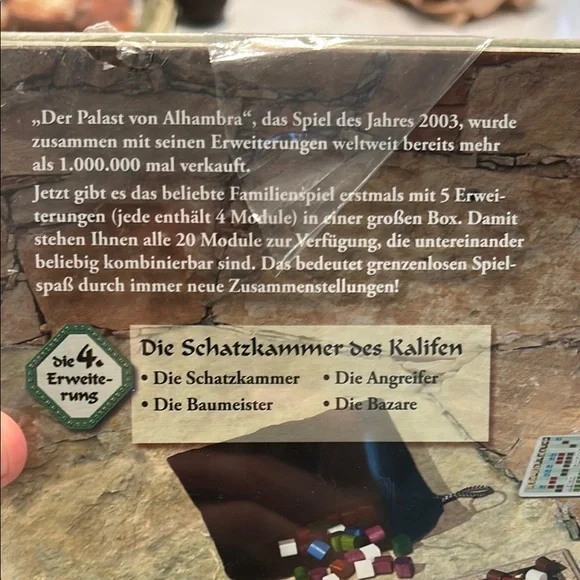 „Der Palast von Alhambra“, das Spiel des Jahres 2003, wurde
zusammen mit seinen Erweiterungen weltweit bereits mehr
als 1.000.000 mal verkauft.
Jetzt gibt es das beliebte Familienspiel erstmals mit 5 Erwei-
terungen (jede enthält 4 Module) in einer großen Box. Damit
stehen Ihnen alle 20 Module zur Verfügung, die untereinander
beliebig kombinierbar sind. Das bedeutet grenzenlosen Spiel-
spaß durch immer neue Zusammenstellungen!
die 4.
Erweite-
rung
Die Schatzkammer des Kalifen
• Die Schatzkammer • Die Angreifer
• Die Baumeister • Die Bazare